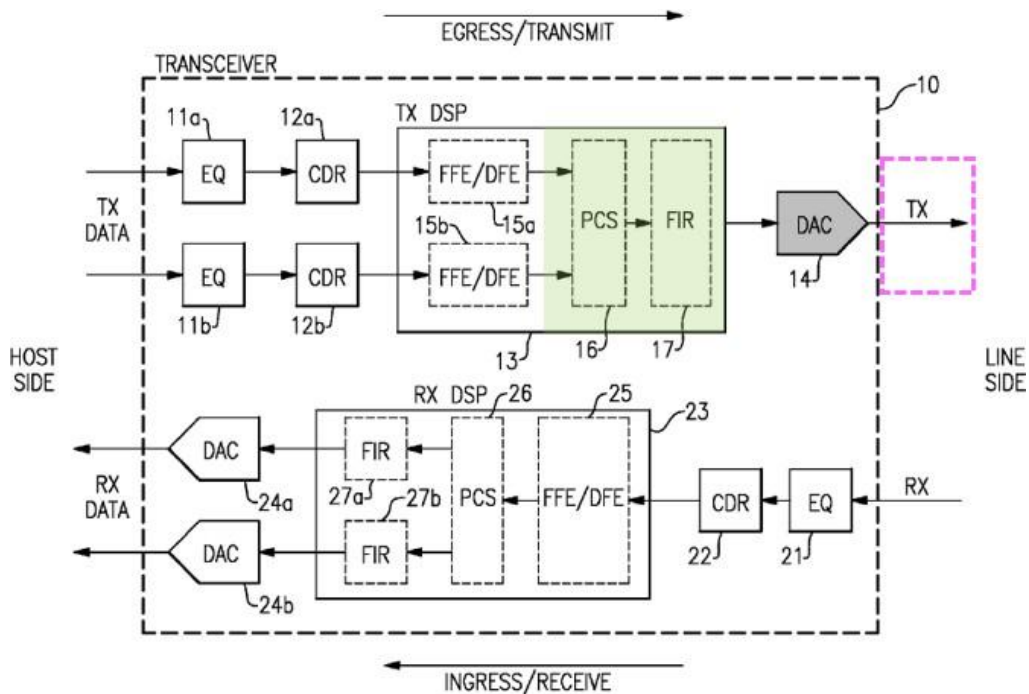 EGRESS/TRANSMIT
TRANSCEIVER
10
11a
12a
TX DSP
EQ
CDR
FFE/DFE
15a
TX
DATA
PCS
FIR
DAC
TX
15b
14
EQ
CDR
FFE/DFE
11b
12b
13
16
17
HOST
SIDE
LINE
SIDE
RX DSP
26
25
23
DAC
FIR
24a
27a
RX
DATA
27b
PCS
FFE/DFE
CDR
EQ
RX
DAC
FIR
22
21
24b
INGRESS/RECEIVE